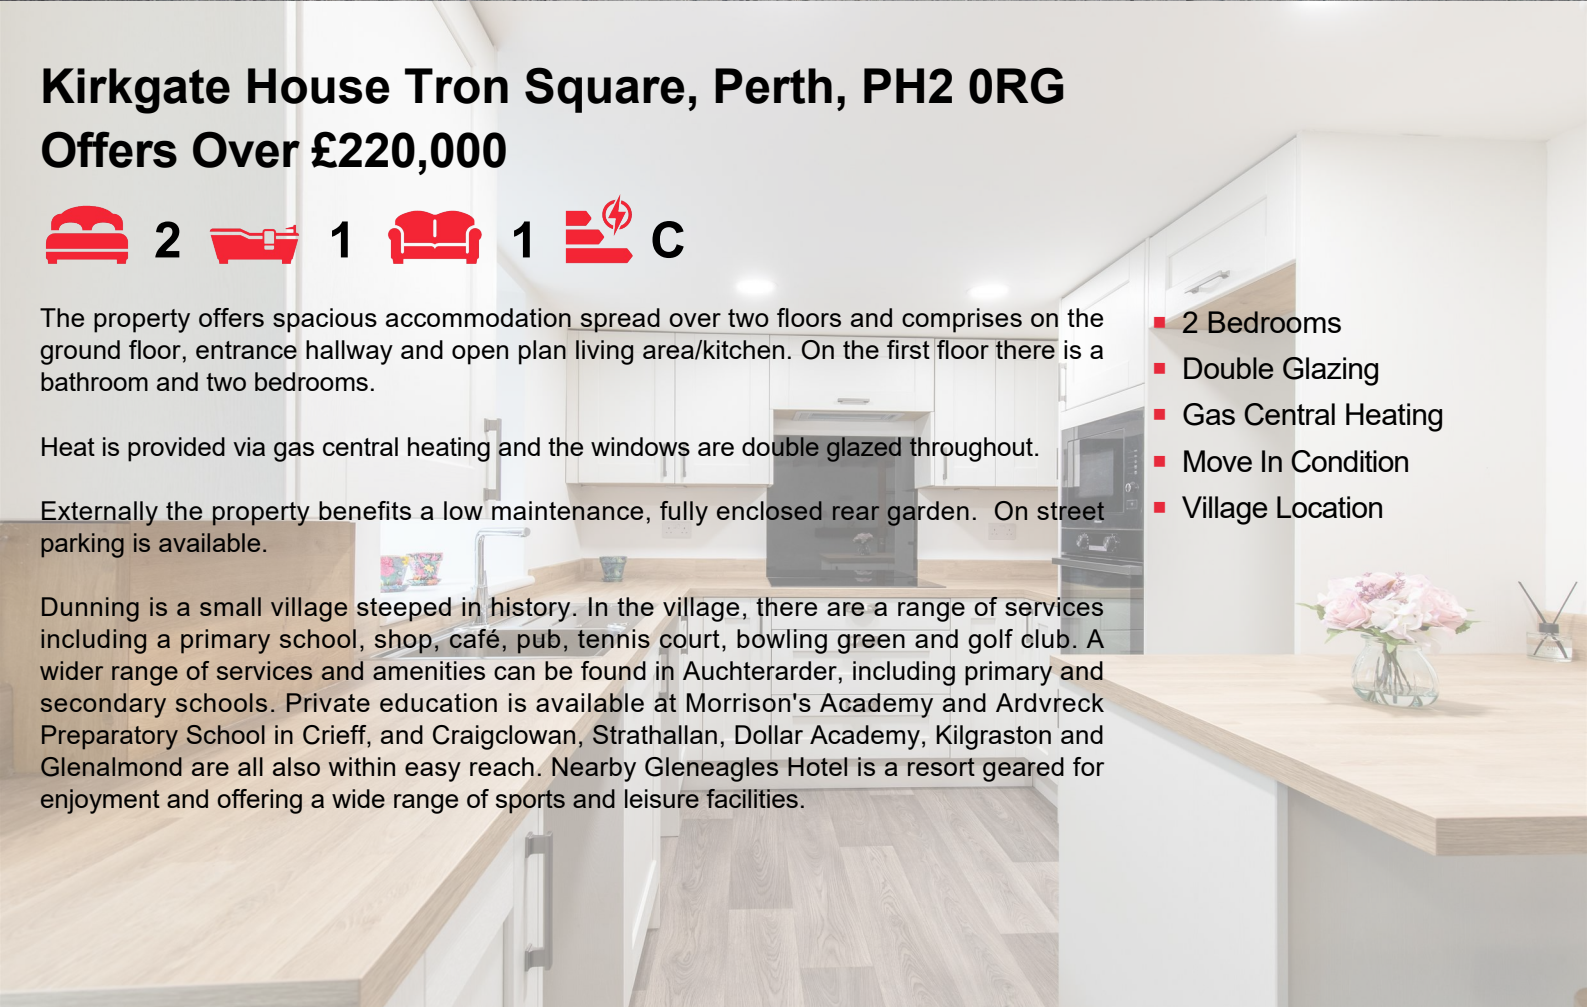 Kirkgate House Tron Square, Perth, PH2 0RG
Offers Over £220,000
2 1 1 C
The property offers spacious accommodation spread over two floors and comprises on the
ground floor, entrance hallway and open plan living area/kitchen. On the first floor there is a
bathroom and two bedrooms.
Heat is provided via gas central heating and the windows are double glazed throughout.
Externally the property benefits a low maintenance, fully enclosed rear garden. On street
parking is available.
Dunning is a small village steeped in history. In the village, there are a range of services
including a primary school, shop, café, pub, tennis court, bowling green and golf club. A
wider range of services and amenities can be found in Auchterarder, including primary and
secondary schools. Private education is available at Morrison's Academy and Ardvreck
Preparatory School in Crieff, and Craigclowan, Strathallan, Dollar Academy, Kilgraston and
Glenalmond are all also within easy reach. Nearby Gleneagles Hotel is a resort geared for
enjoyment and offering a wide range of sports and leisure facilities.
2 Bedrooms
Double Glazing
Gas Central Heating
Move In Condition
Village Location